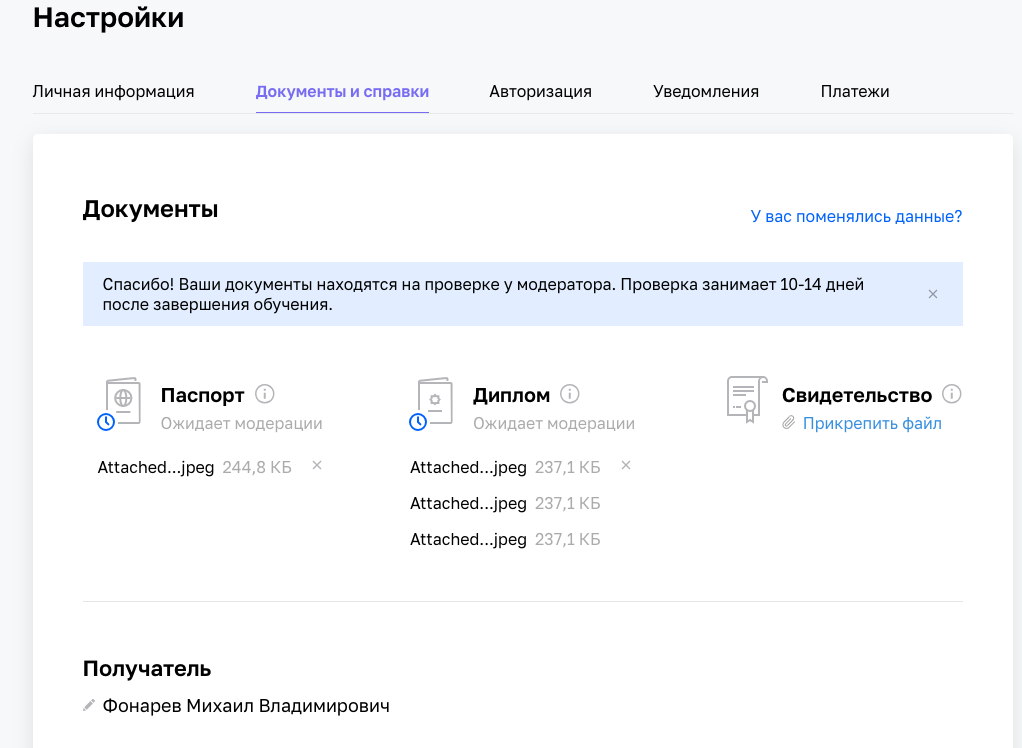 Настройки
Личная информация Документы и справки Авторизация Уведомления Платежи
Документы
У вас поменялись данные?
Спасибо! Ваши документы находятся на проверке у модератора. Проверка занимает 10-14 дней
после завершения обучения.
Паспорт Диплом Свидетельство
Ожидает модерации Ожидает модерации Прикрепить файл
Attached...jpeg 244,8 КБ Attached...jpeg 237,1 КБ
Attached...jpeg 237,1 КБ
Attached...jpeg 237,1 КБ
Получатель
Фонарев Михаил Владимирович